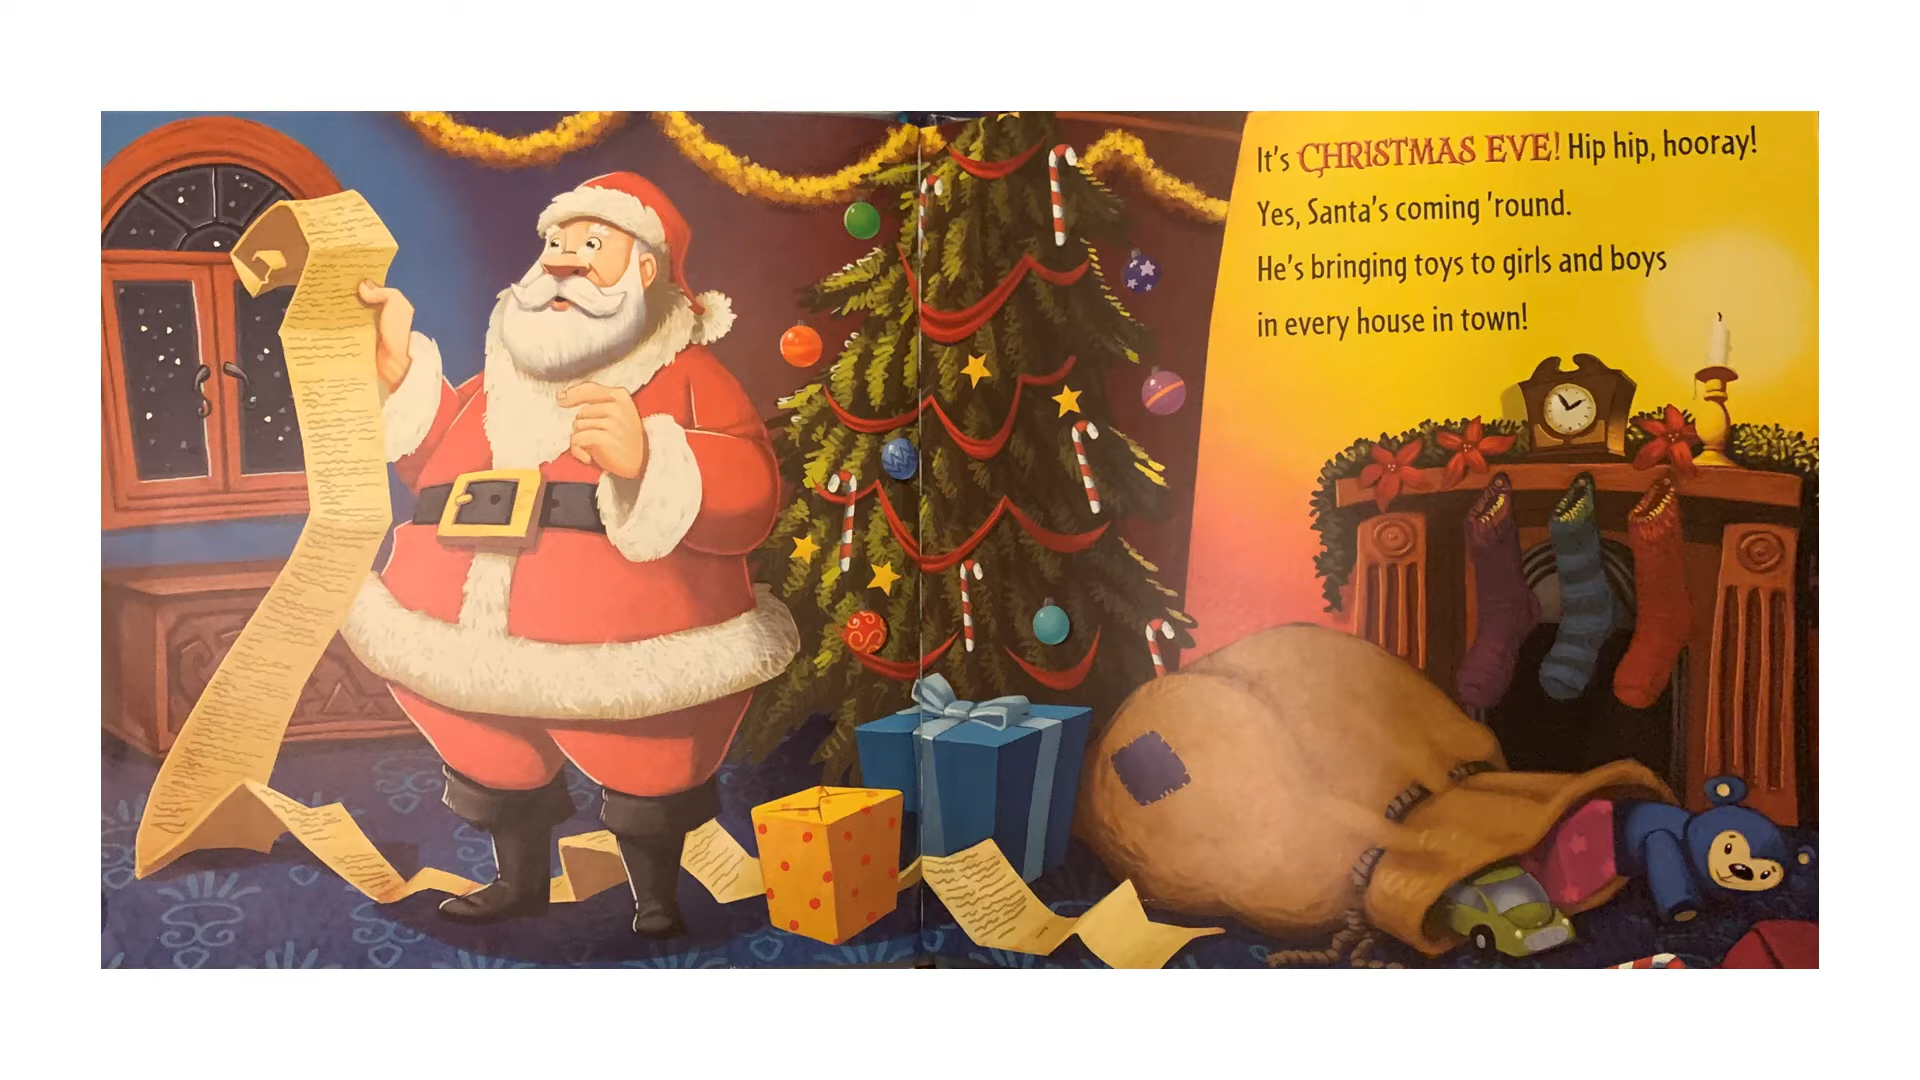 It's CHRISTMAS EVE! Hip hip, hooray!
Yes, Santa's coming 'round.
He's bringing toys to girls and boys
in every house in town!